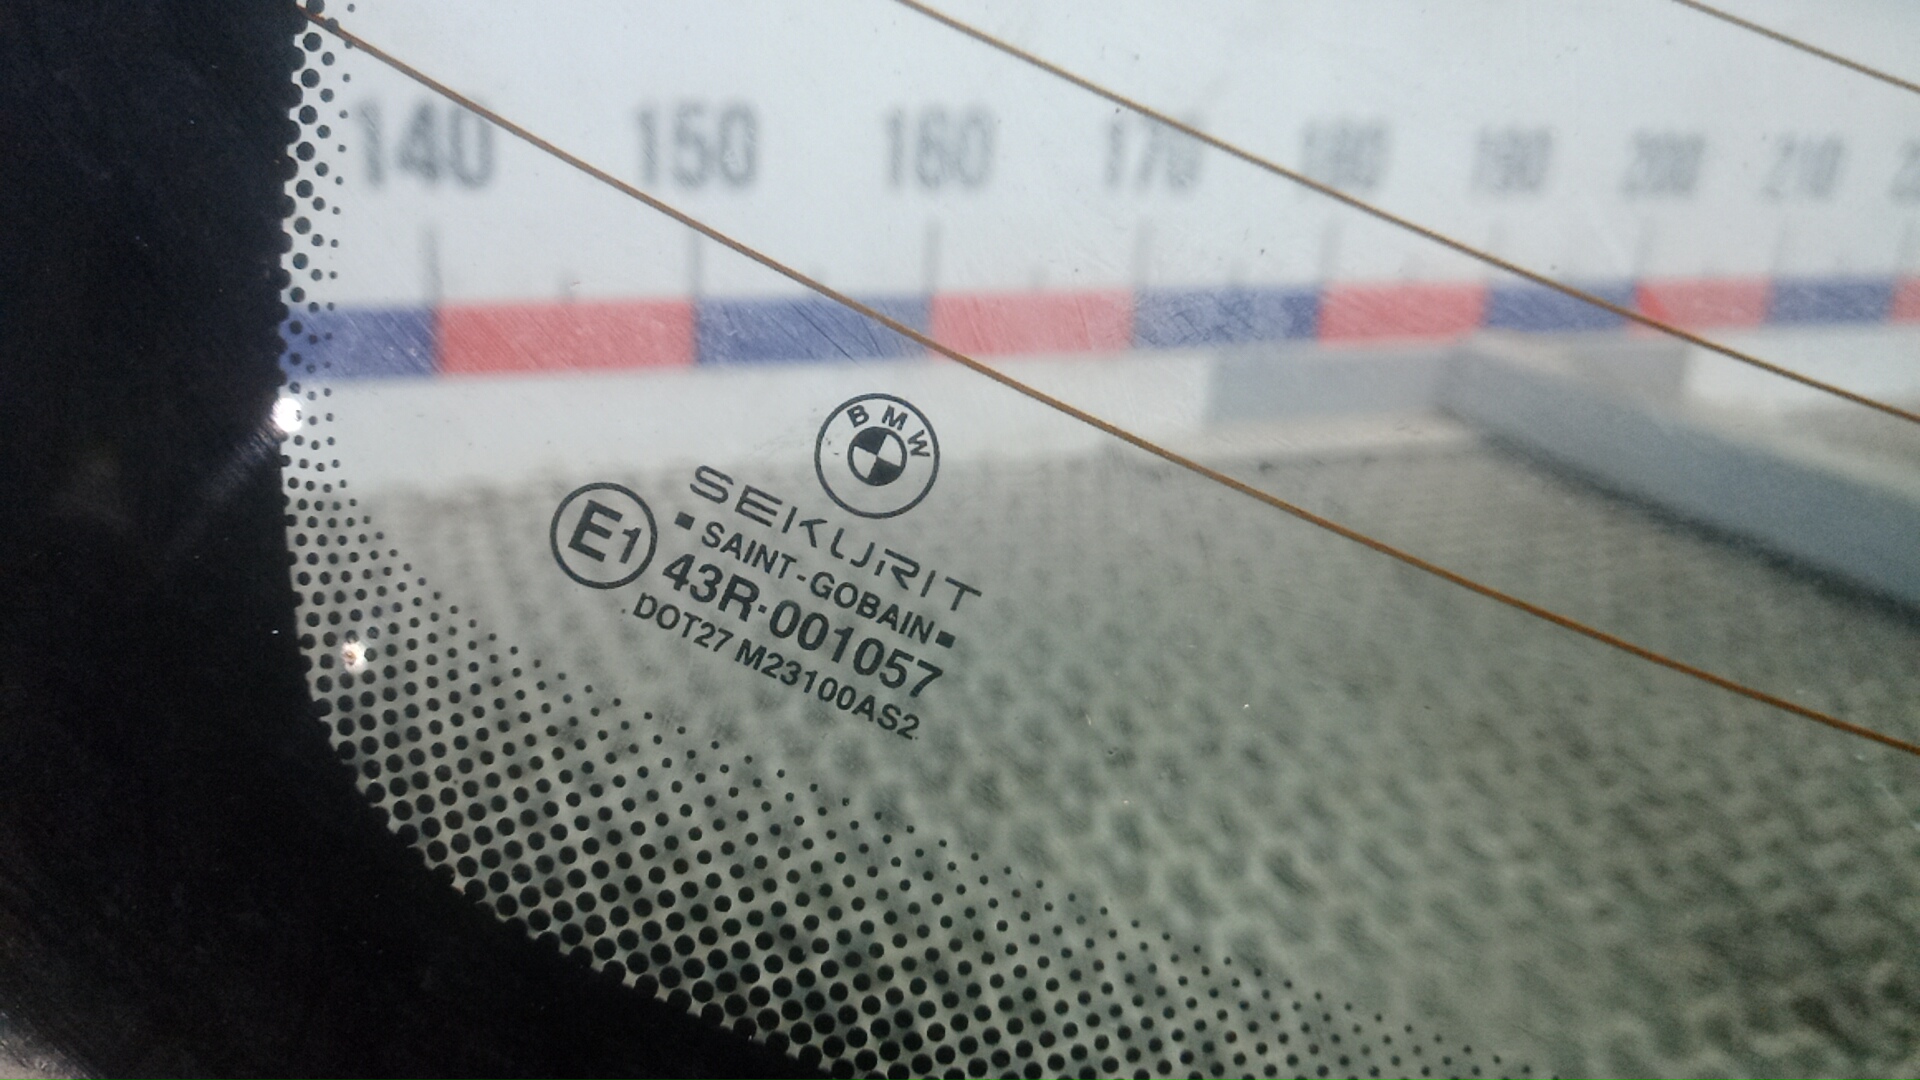 140 150 160 170 180 190 200 210
BMW
SEKURIT
SAINT-GOBAIN
E1
43R-001057
DOT27 M23100AS2